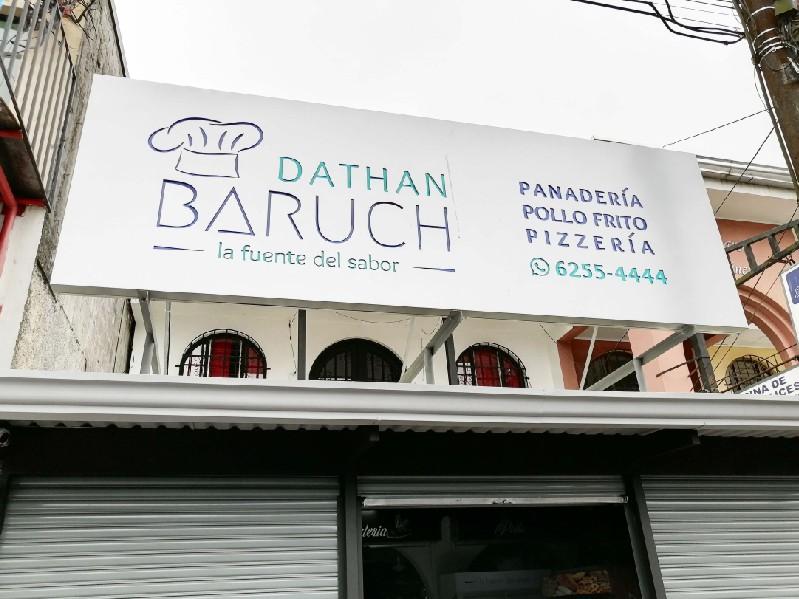 DATHAN
BARUCH
la fuente del sabor
PANADERÍA
POLLO FRITO
PIZZERÍA
6255-4444